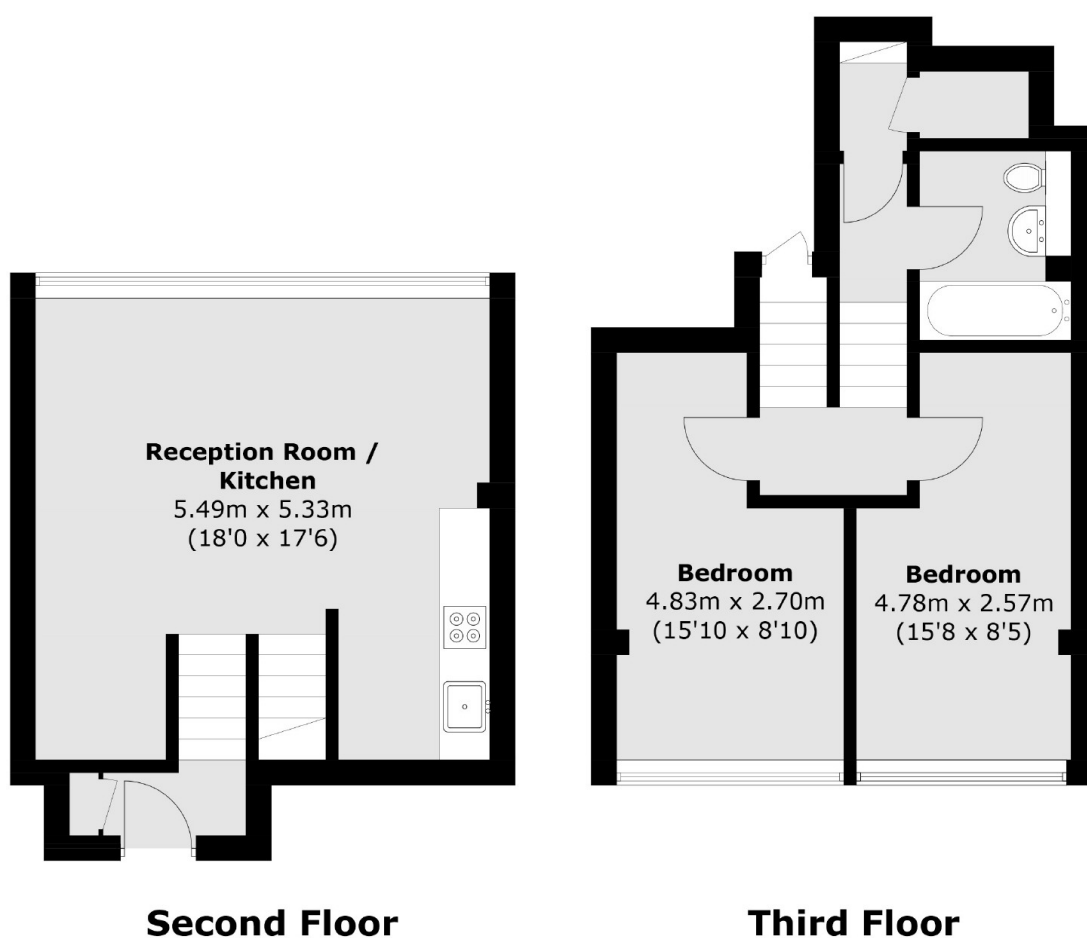 Reception Room /
Kitchen
5.49m x 5.33m
(18'0 x 17'6)
Bedroom
4.83m x 2.70m
(15'10 x 8'10)
Bedroom
4.78m x 2.57m
(15'8 x 8'5)
Second Floor
Third Floor